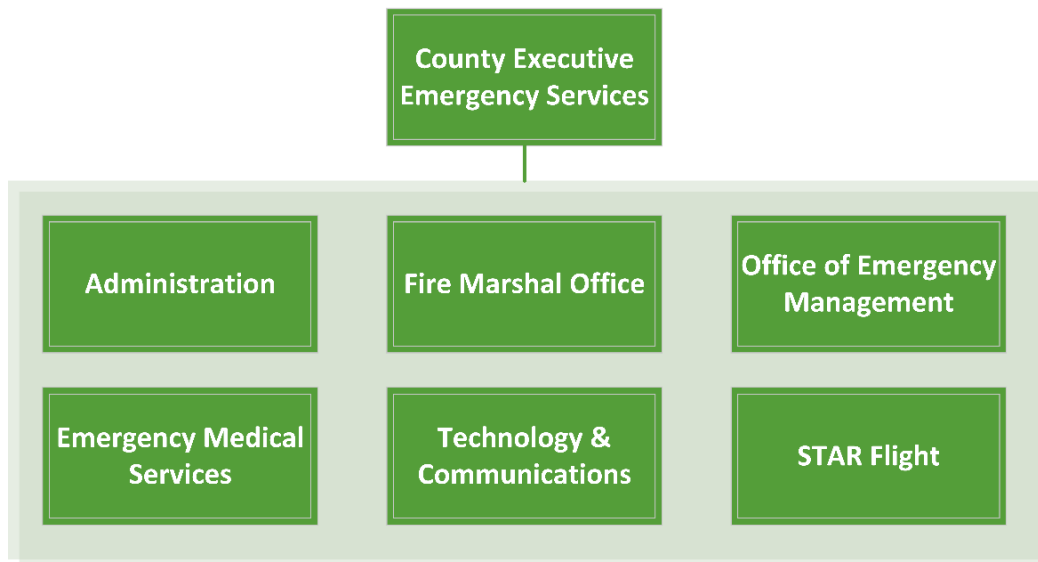 County Executive
Emergency Services
Administration
Fire Marshal Office
Office of Emergency
Management
Emergency Medical
Services
Technology &
Communications
STAR Flight